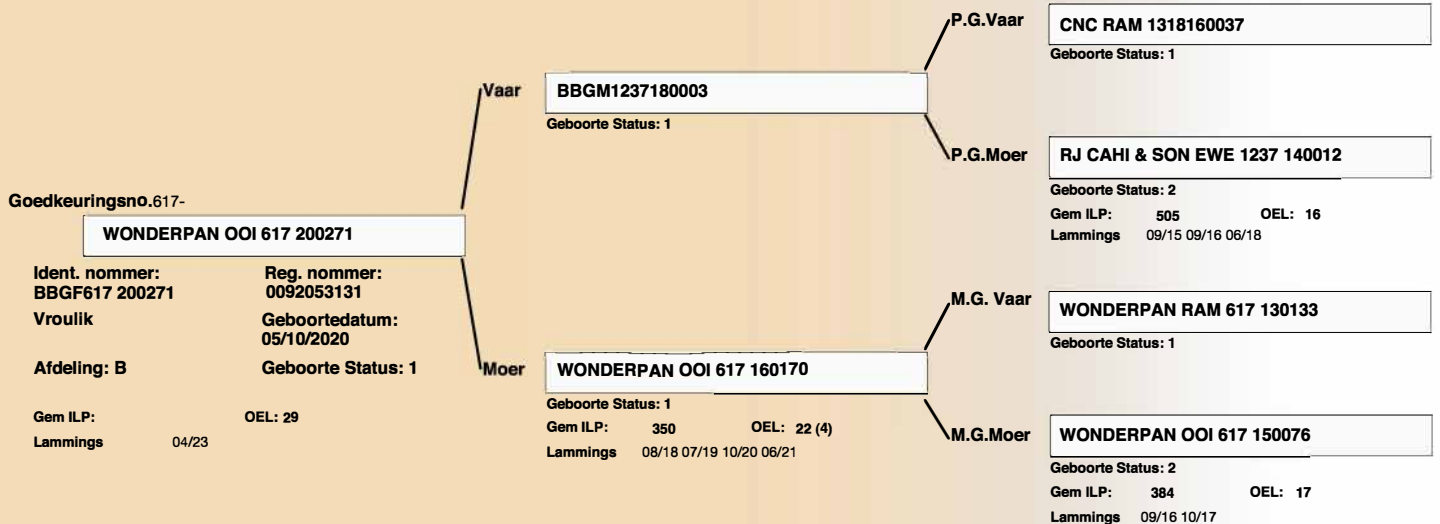 Goedkeuringsno.617-
WONDERPAN OOI 617 200271
Ident. nommer:
BBGF617 200271
Reg. nommer:
0092053131
Vroulik
Geboortedatum:
05/10/2020
Afdeling: B
Geboorte Status: 1
Gem ILP: OEL: 29
Lammings 04/23
Vaar
BBGM1237180003
Geboorte Status: 1
Moer
WONDERPAN OOI 617 160170
Geboorte Status: 1
Gem ILP: 350 OEL: 22 (4)
Lammings 08/18 07/19 10/20 06/21
P.G.Vaar
CNC RAM 1318160037
Geboorte Status: 1
P.G.Moer
RJ CAHI & SON EWE 1237 140012
Geboorte Status: 2
Gem ILP: 505 OEL: 16
Lammings 09/15 09/16 06/18
M.G. Vaar
WONDERPAN RAM 617 130133
Geboorte Status: 1
M.G.Moer
WONDERPAN OOI 617 150076
Geboorte Status: 2
Gem ILP: 384 OEL: 17
Lammings 09/16 10/17